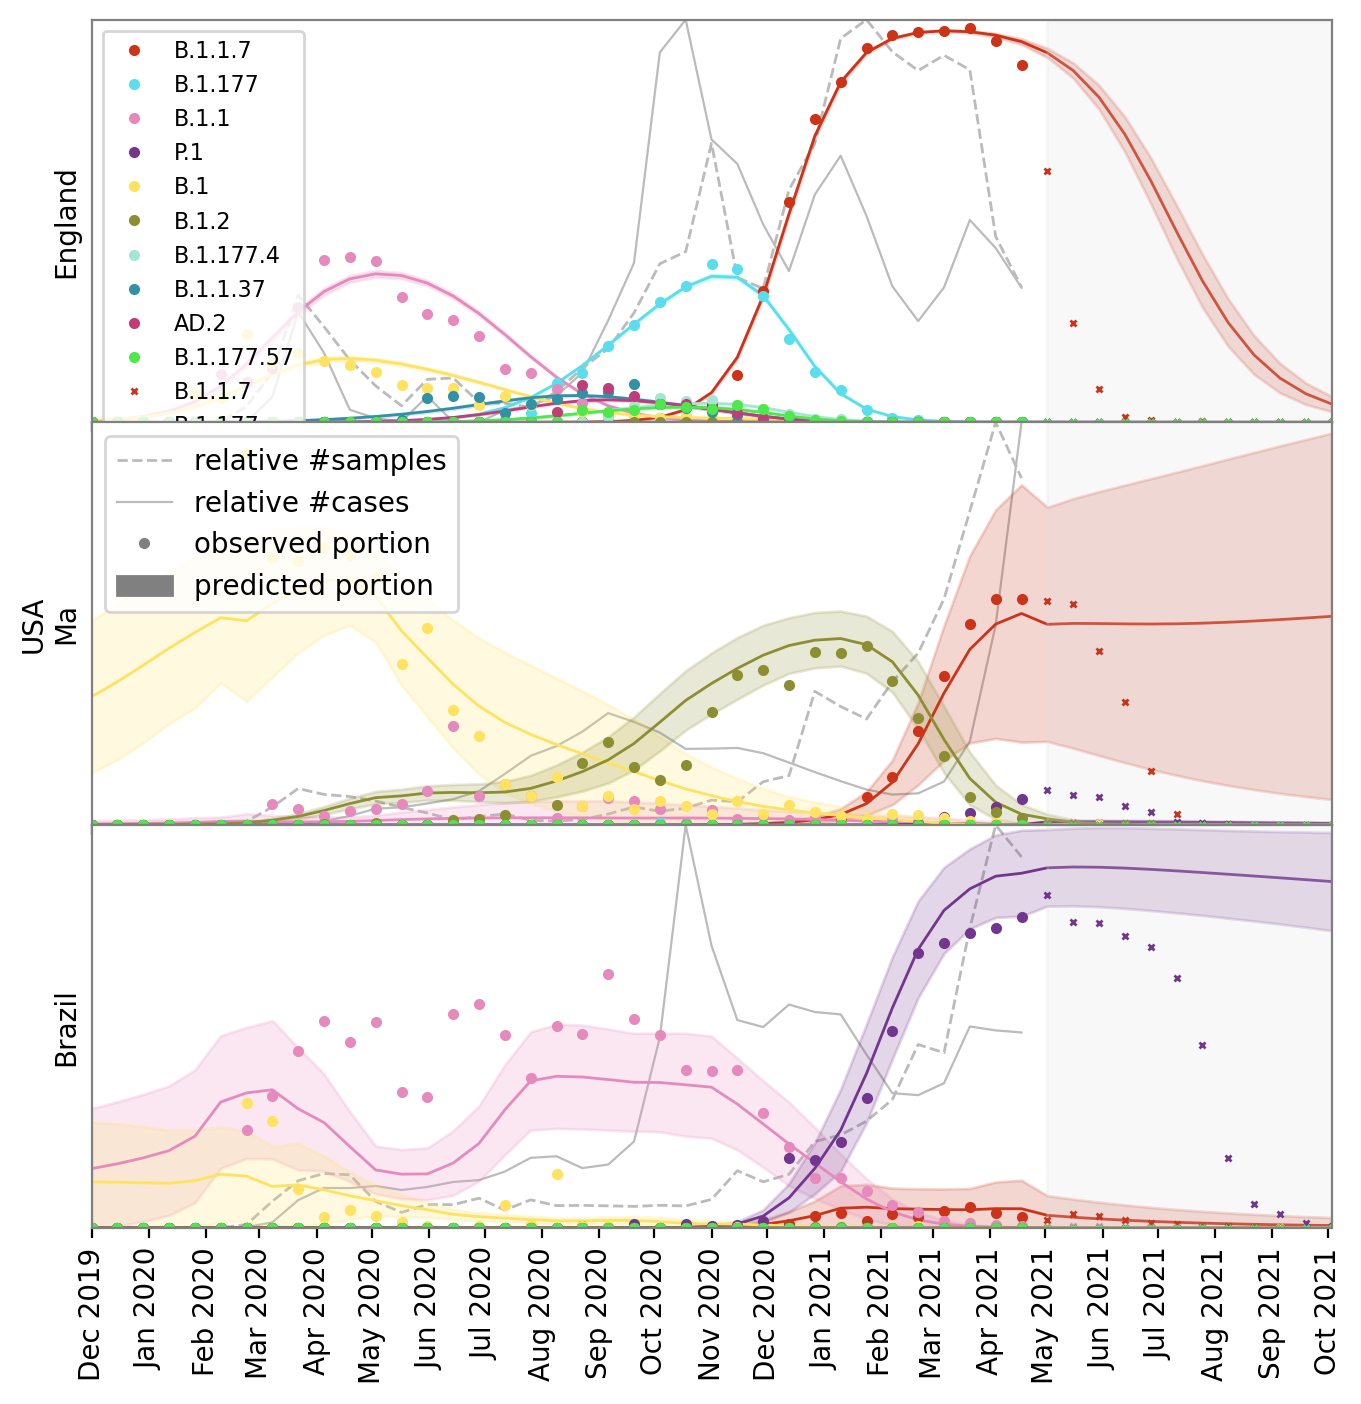 England
B.1.1.7
B.1.177
B.1.1
P.1
B.1
B.1.2
B.1.177.4
B.1.1.37
AD.2
B.1.177.57
B.1.1.7
B.1.177
USA
Ma
relative #samples
relative #cases
observed portion
predicted portion
Brazil
Dec 2019
Jan 2020
Feb 2020
Mar 2020
Apr 2020
May 2020
Jun 2020
Jul 2020
Aug 2020
Sep 2020
Oct 2020
Nov 2020
Dec 2020
Jan 2021
Feb 2021
Mar 2021
Apr 2021
May 2021
Jun 2021
Jul 2021
Aug 2021
Sep 2021
Oct 2021